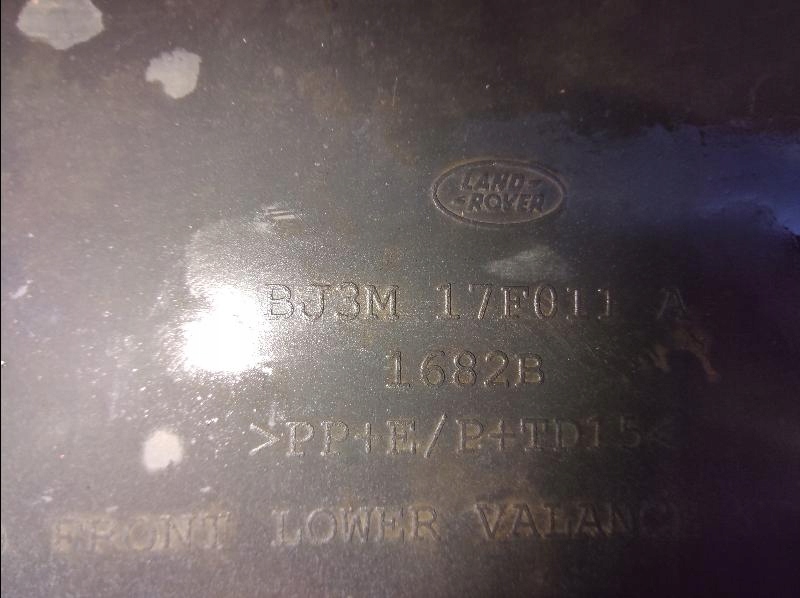 LAND
ROVER
BJ3M 17F011 A
1682B
>PP+E/P+TD15<
FRONT LOWER VALANCE